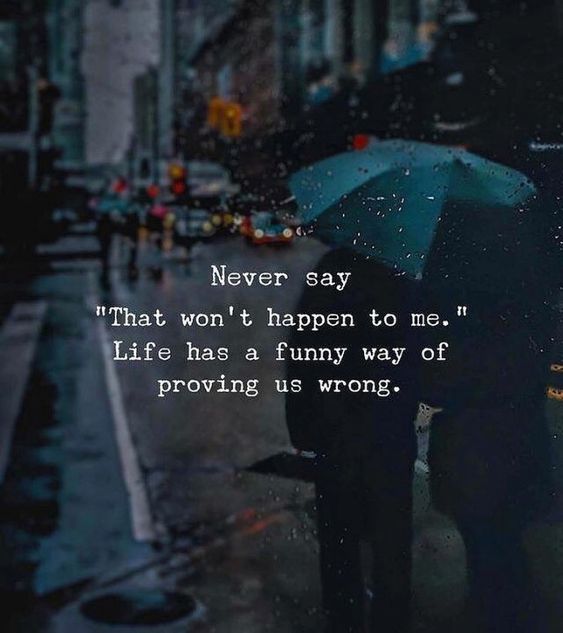 Never say
"That won't happen to me."
Life has a funny way of
proving us wrong.